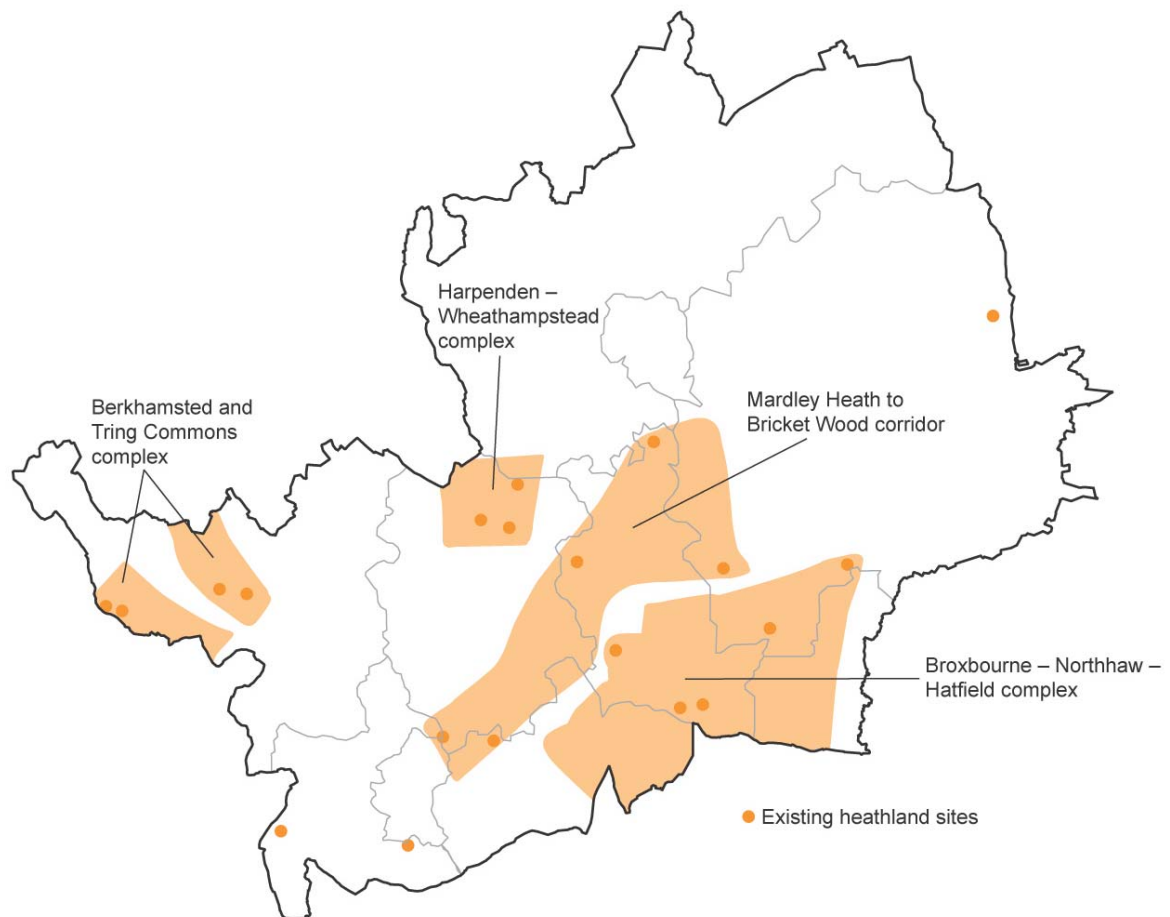 Harpenden –
Wheathampstead
complex
Berkhamsted and
Tring Commons
complex
Mardley Heath to
Bricket Wood corridor
Broxbourne – Northhaw –
Hatfield complex
Existing heathland sites